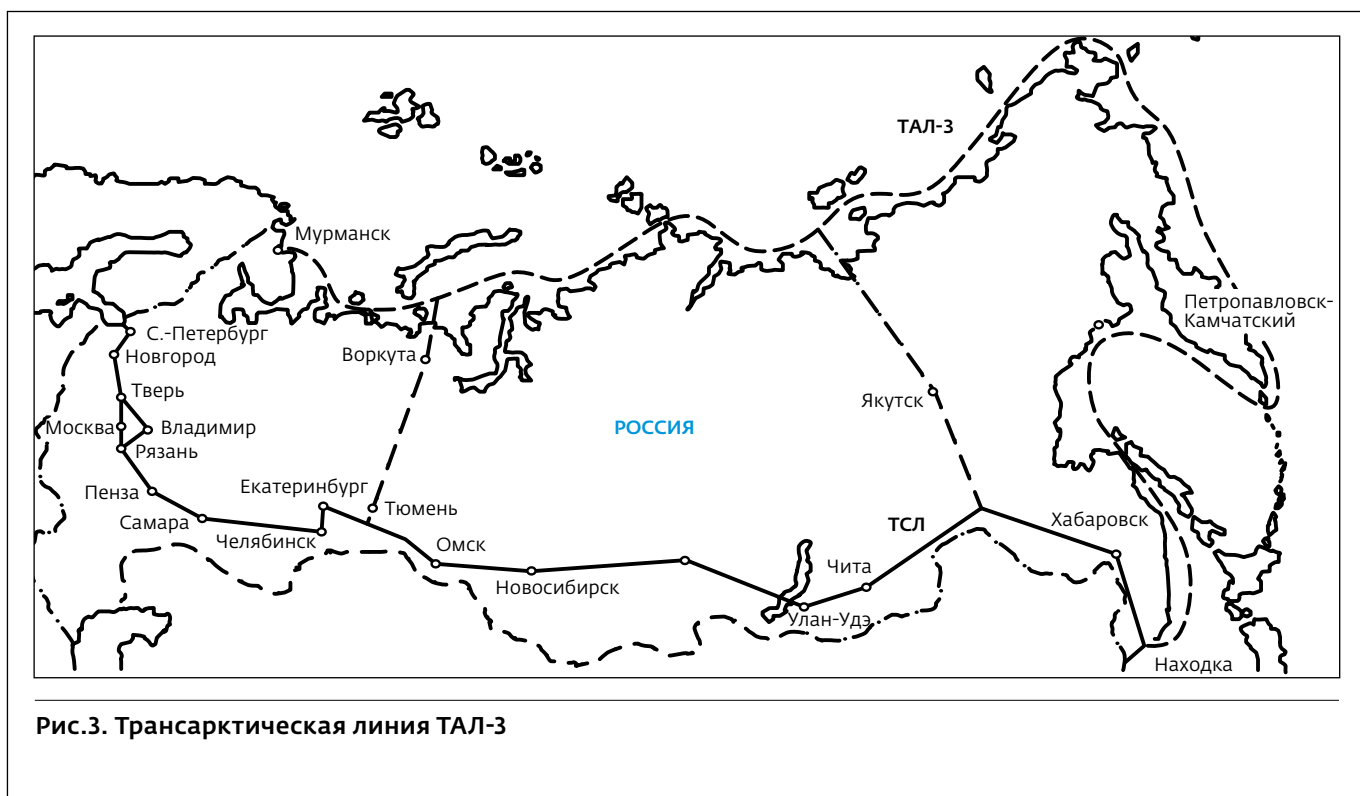 ТАЛ-3
Мурманск
Петропавловск-
Камчатский
С.-Петербург
Новгород
Воркута
Тверь
Якутск
Москва
Владимир
РОССИЯ
Рязань
Пенза
Екатеринбург
Тюмень
Самара
Челябинск
ТСЛ
Хабаровск
Омск
Новосибирск
Чита
Улан-Удэ
Находка
Рис.3. Трансарктическая линия ТАЛ-3